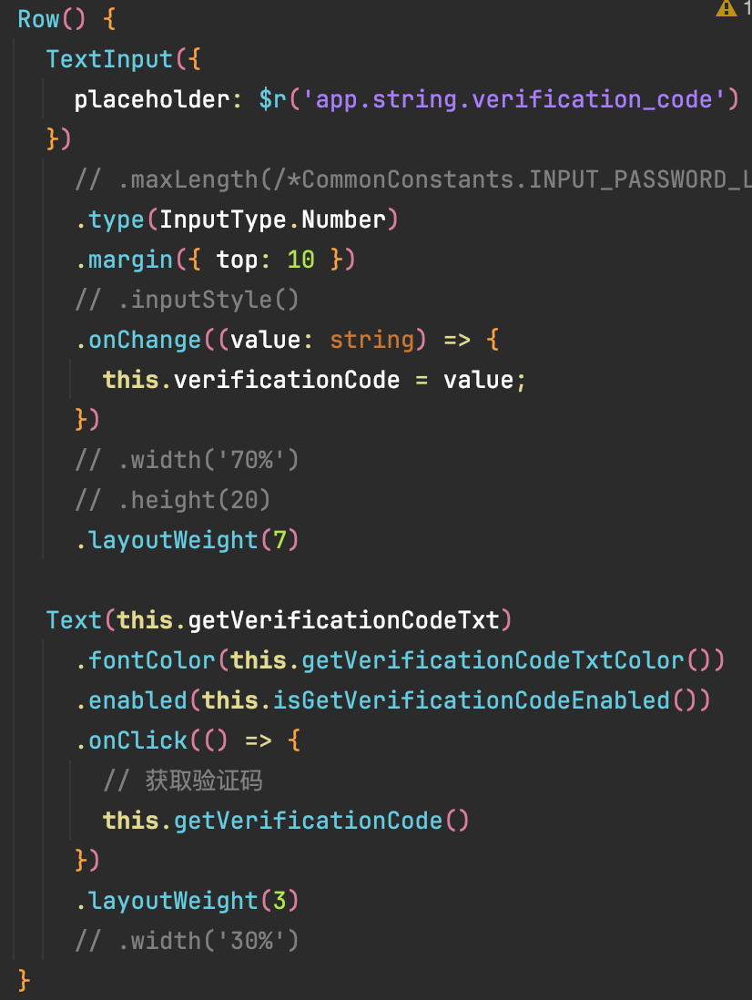 Row() {
TextInput({
placeholder: $r('app.string.verification_code')
})
// .maxLength(/*CommonConstants.INPUT_PASSWORD_L
.type(InputType.Number)
.margin({ top: 10 })
// .inputStyle()
.onChange((value: string) => {
this.verificationCode = value;
})
// .width('70%')
// .height(20)
.layoutWeight(7)
Text(this.getVerificationCodeTxt)
.fontColor(this.getVerificationCodeTxtColor())
.enabled(this.isGetVerificationCodeEnabled())
.onClick(() => {
// 获取验证码
this.getVerificationCode()
})
.layoutWeight(3)
// .width('30%')
}